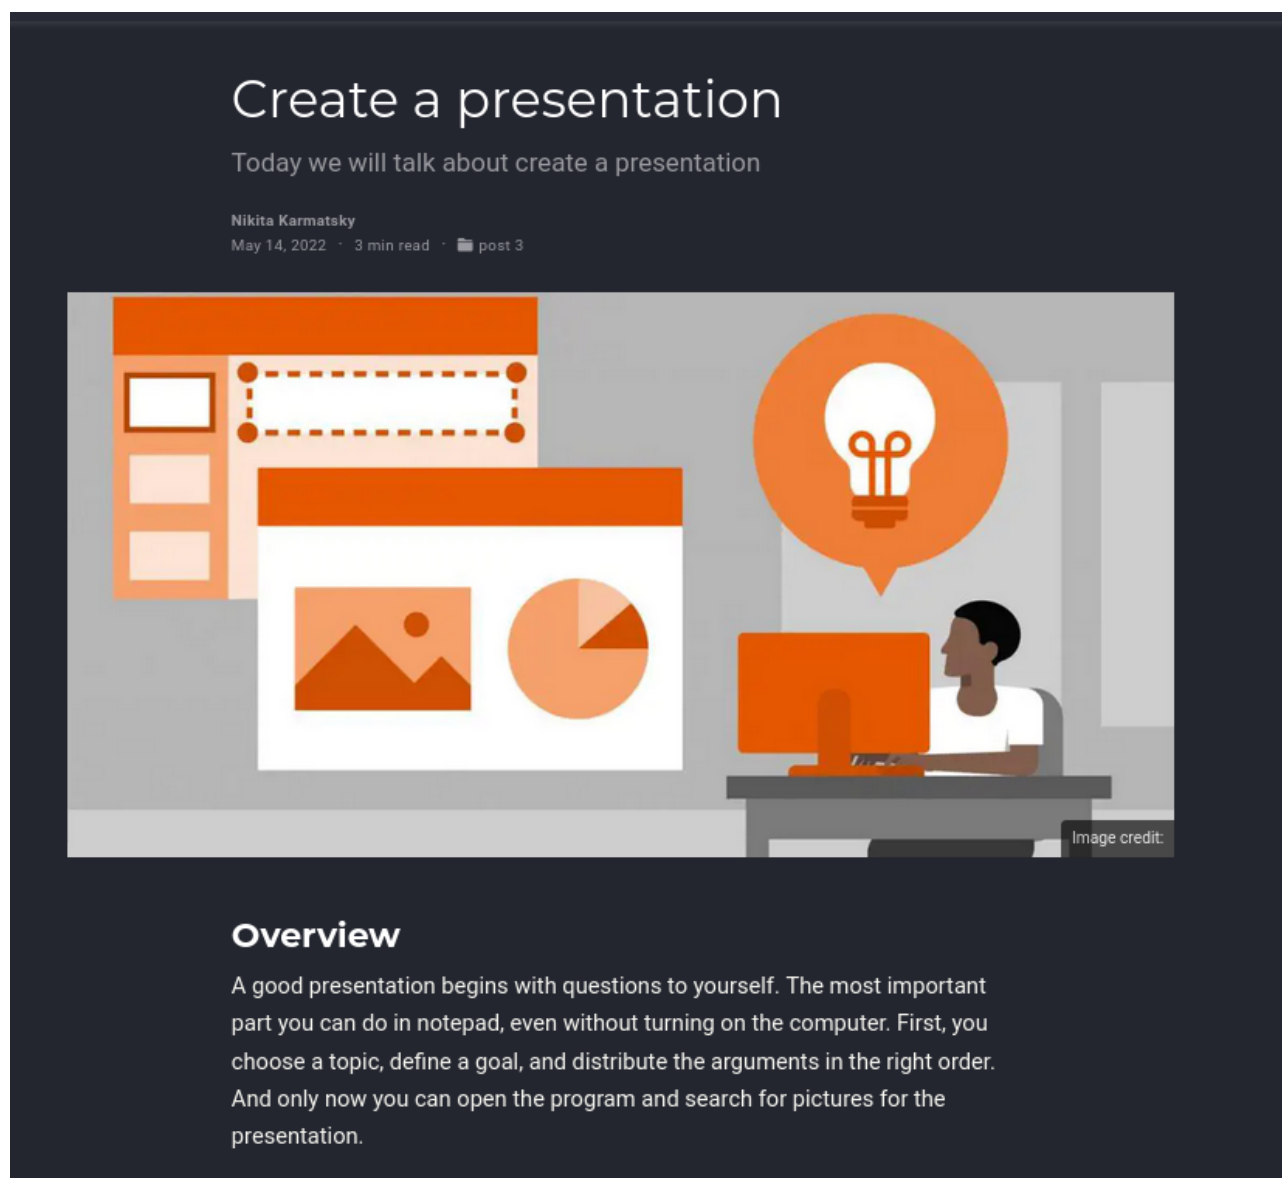 Create a presentation
Today we will talk about create a presentation
Nikita Karmatsky
May 14, 2022 · 3 min read · post 3
Image credit:
Overview
A good presentation begins with questions to yourself. The most important
part you can do in notepad, even without turning on the computer. First, you
choose a topic, define a goal, and distribute the arguments in the right order.
And only now you can open the program and search for pictures for the
presentation.